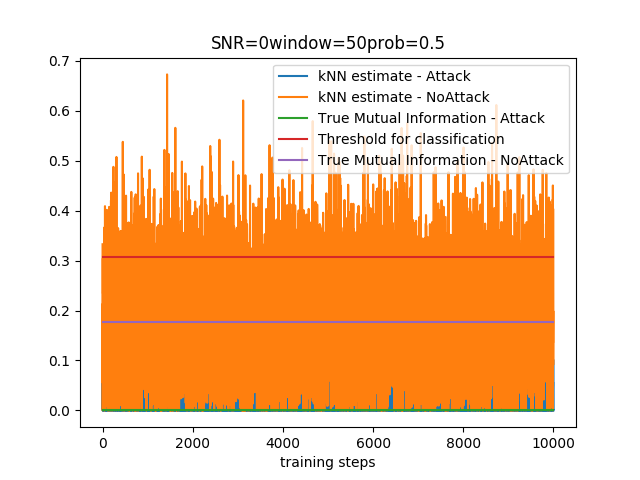 SNR=0window=50prob=0.5
0.7
0.6
0.5
0.4
0.3
0.2
0.1
0.0
kNN estimate - Attack
kNN estimate - NoAttack
True Mutual Information - Attack
Threshold for Classification
True Mutual Information - NoAttack
0 2000 4000 6000 8000 10000
training steps